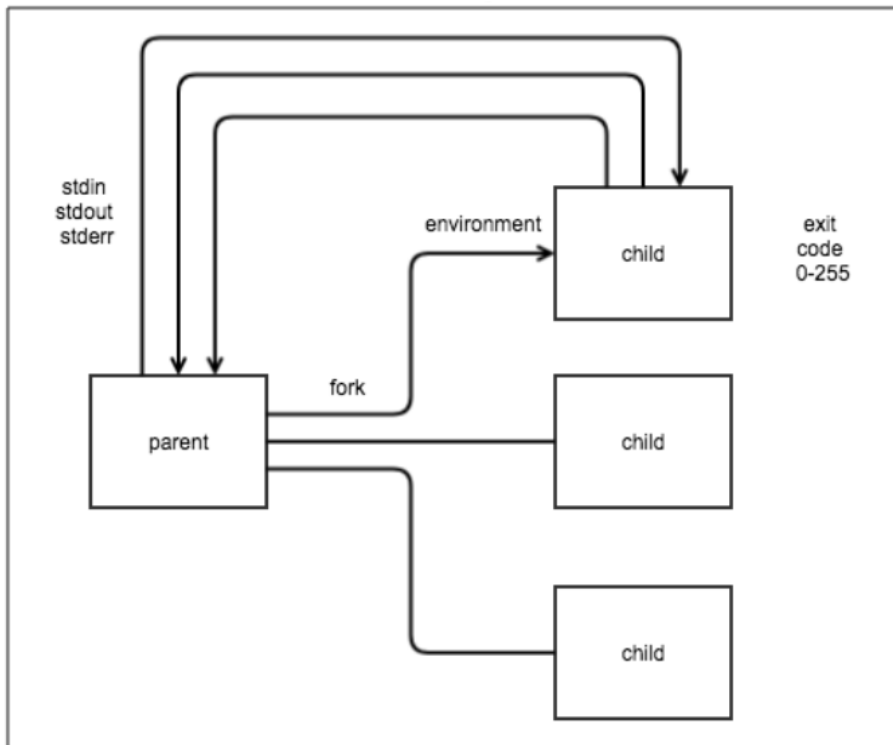 stdin
stdout
stderr
environment
child
exit
code
0-255
fork
parent
child
child